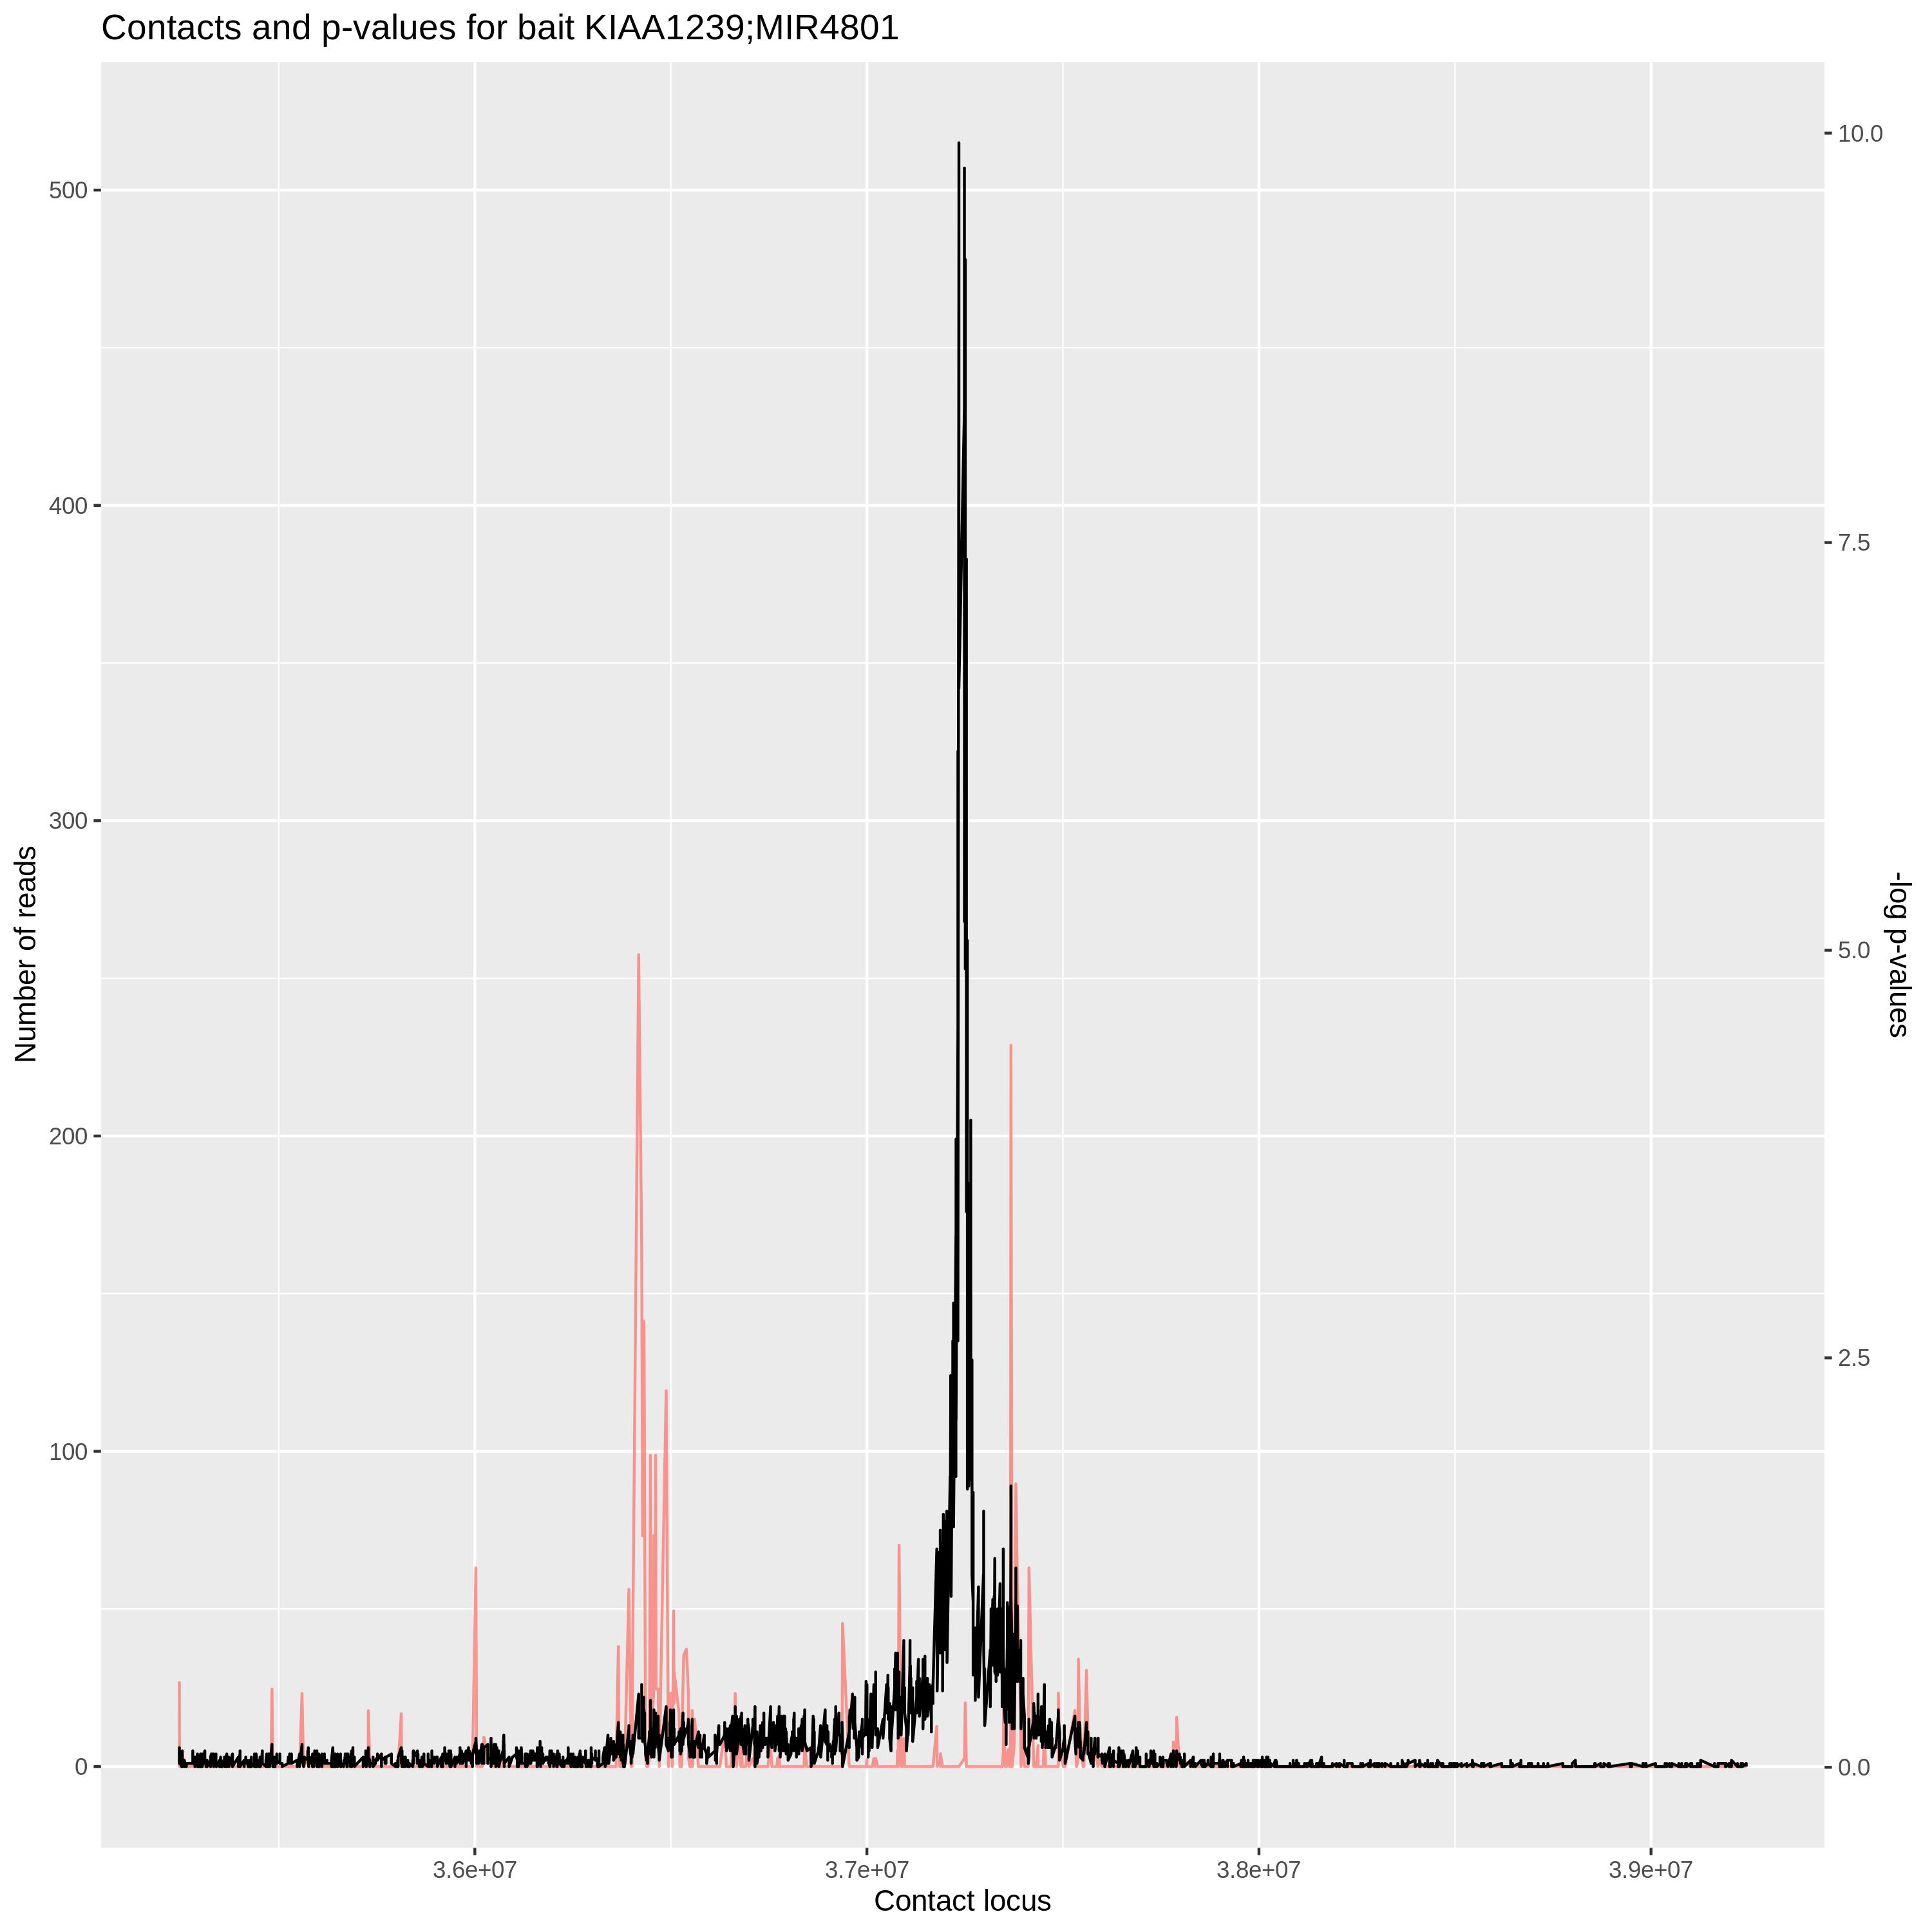 Contacts and p-values for bait KIAA1239;MIR4801
500
400
300
200
100
0
Number of reads
10.0
7.5
5.0
2.5
0.0
-log p-values
3.6e+07
3.7e+07
3.8e+07
3.9e+07
Contact locus